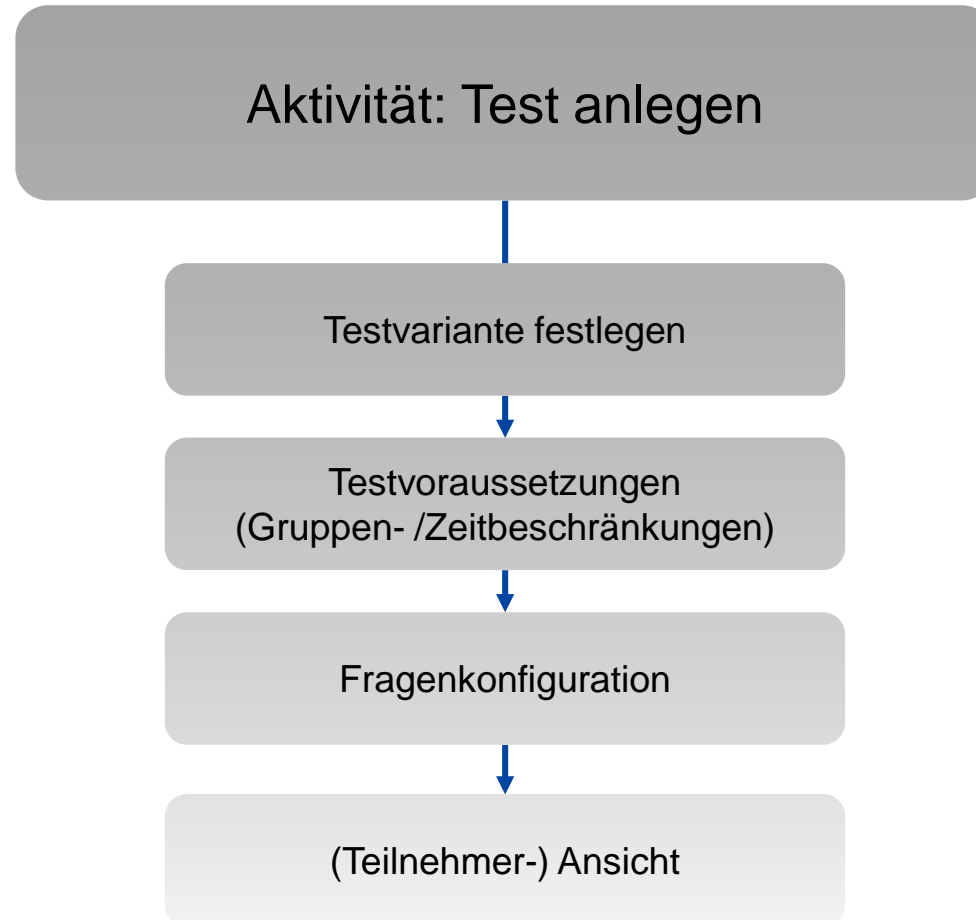 Aktivität: Test anlegen
Testvariante festlegen
Testvoraussetzungen
(Gruppen- /Zeitbeschränkungen)
Fragenkonfiguration
(Teilnehmer-) Ansicht